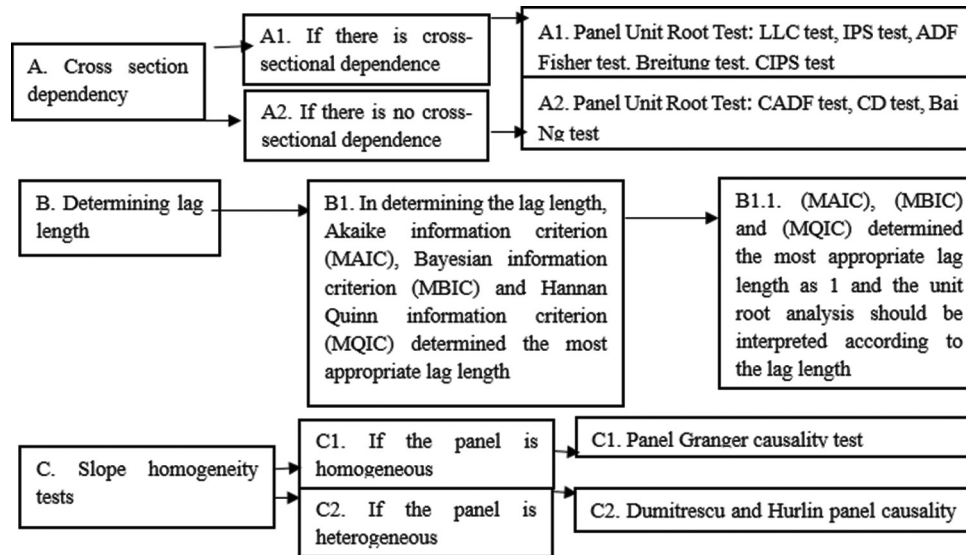 A. Cross section
dependency
A1. If there is cross-
sectional dependence
A2. If there is no cross-
sectional dependence
A1. Panel Unit Root Test: LLC test, IPS test, ADF
Fisher test, Breitung test, CIPS test
A2. Panel Unit Root Test: CADF test, CD test, Bai
Ng test
B. Determining lag
length
B1. In determining the lag length,
Akaike information criterion
(MAIC), Bayesian information
criterion (MBIC) and Hannan
Quinn information criterion
(MQIC) determined the most
appropriate lag length
B1.1. (MAIC), (MBIC)
and (MQIC) determined
the most appropriate lag
length as 1 and the unit
root analysis should be
interpreted according to
the lag length
C. Slope homogeneity
tests
C1. If the panel is
homogeneous
C2. If the panel is
heterogeneous
C1. Panel Granger causality test
C2. Dumitrescu and Hurlin panel causality